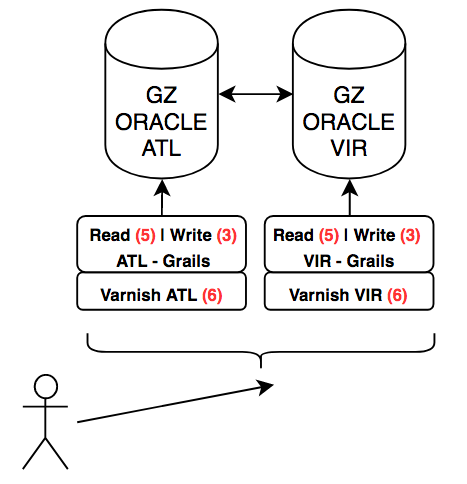 GZ
ORACLE
ATL
GZ
ORACLE
VIR
Read (5) | Write (3)
ATL - Grails
Varnish ATL (6)
Read (5) | Write (3)
VIR - Grails
Varnish VIR (6)